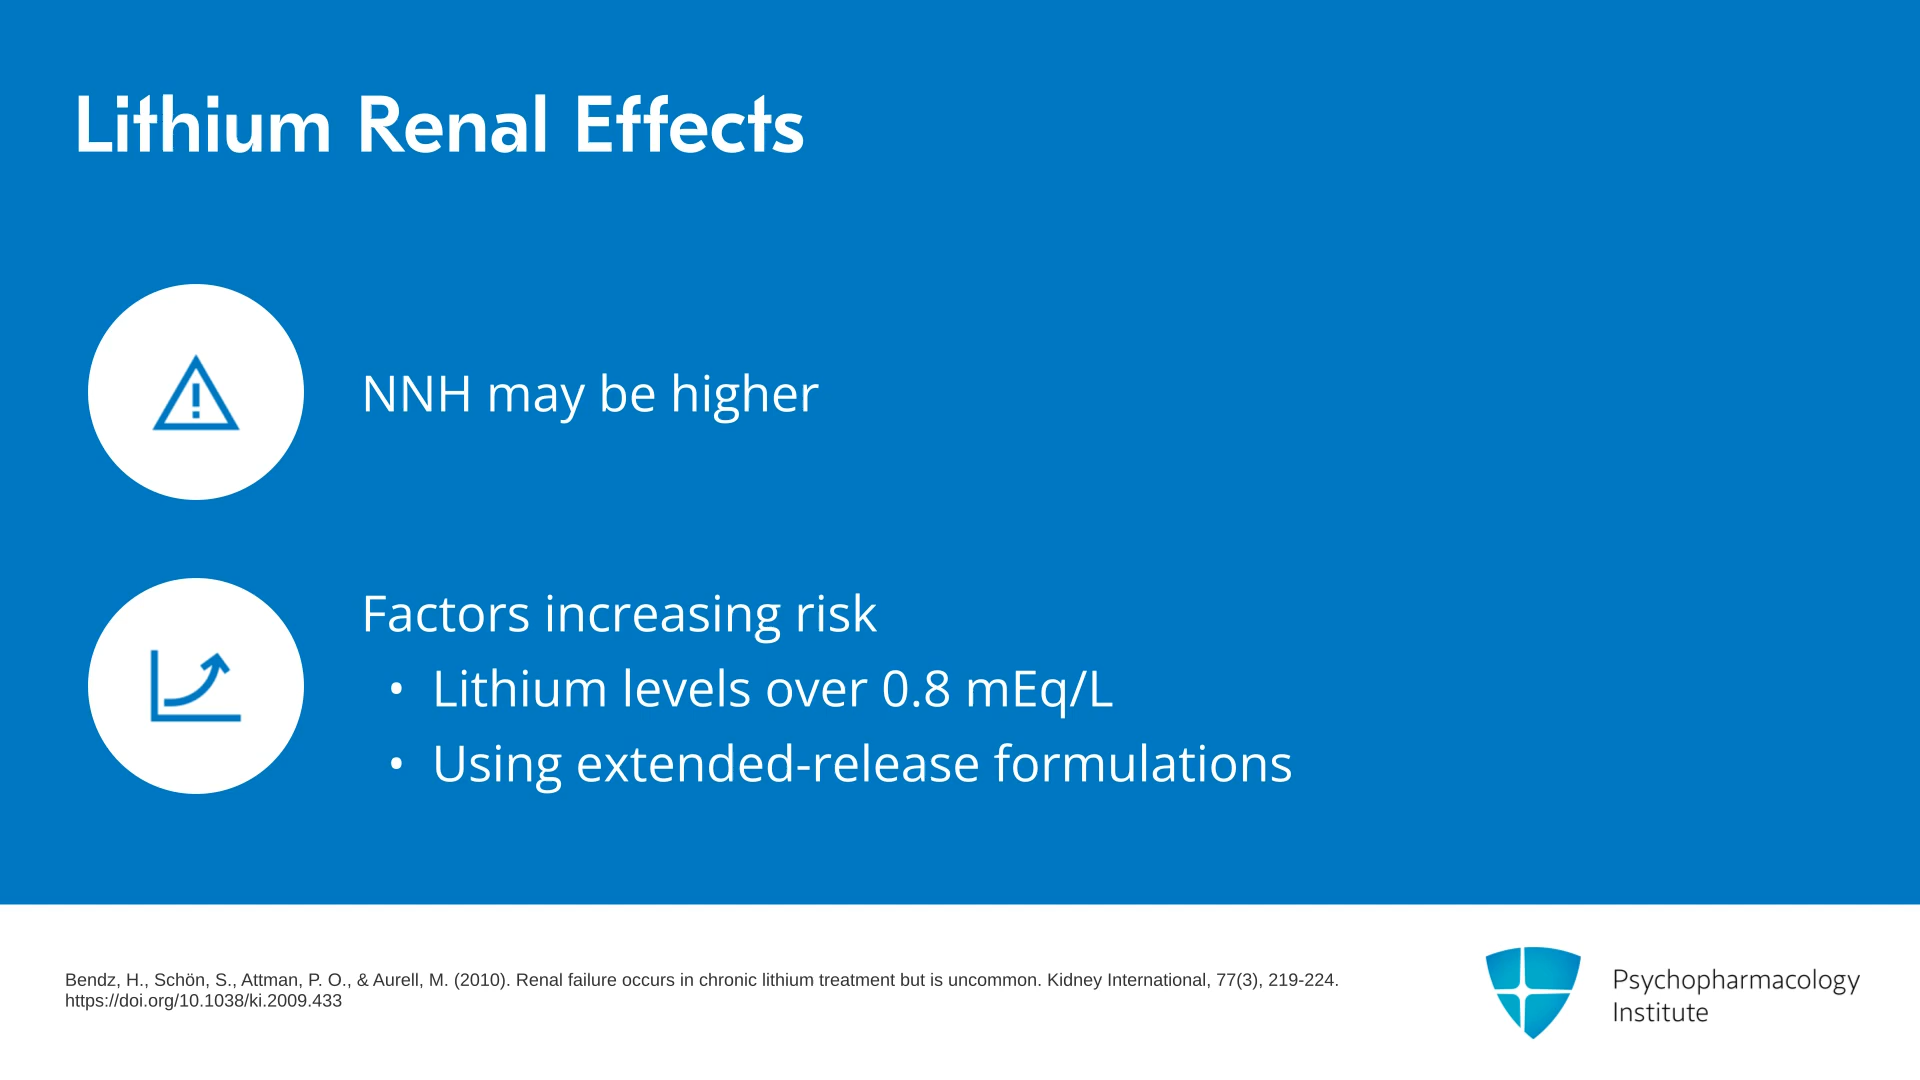 Lithium Renal Effects
NNH may be higher
Factors increasing risk
• Lithium levels over 0.8 mEq/L
• Using extended-release formulations
Bendz, H., Schön, S., Attman, P. O., & Aurell, M. (2010). Renal failure occurs in chronic lithium treatment but is uncommon. Kidney International, 77(3), 219-224.
https://doi.org/10.1038/ki.2009.433
Psychopharmacology
Institute